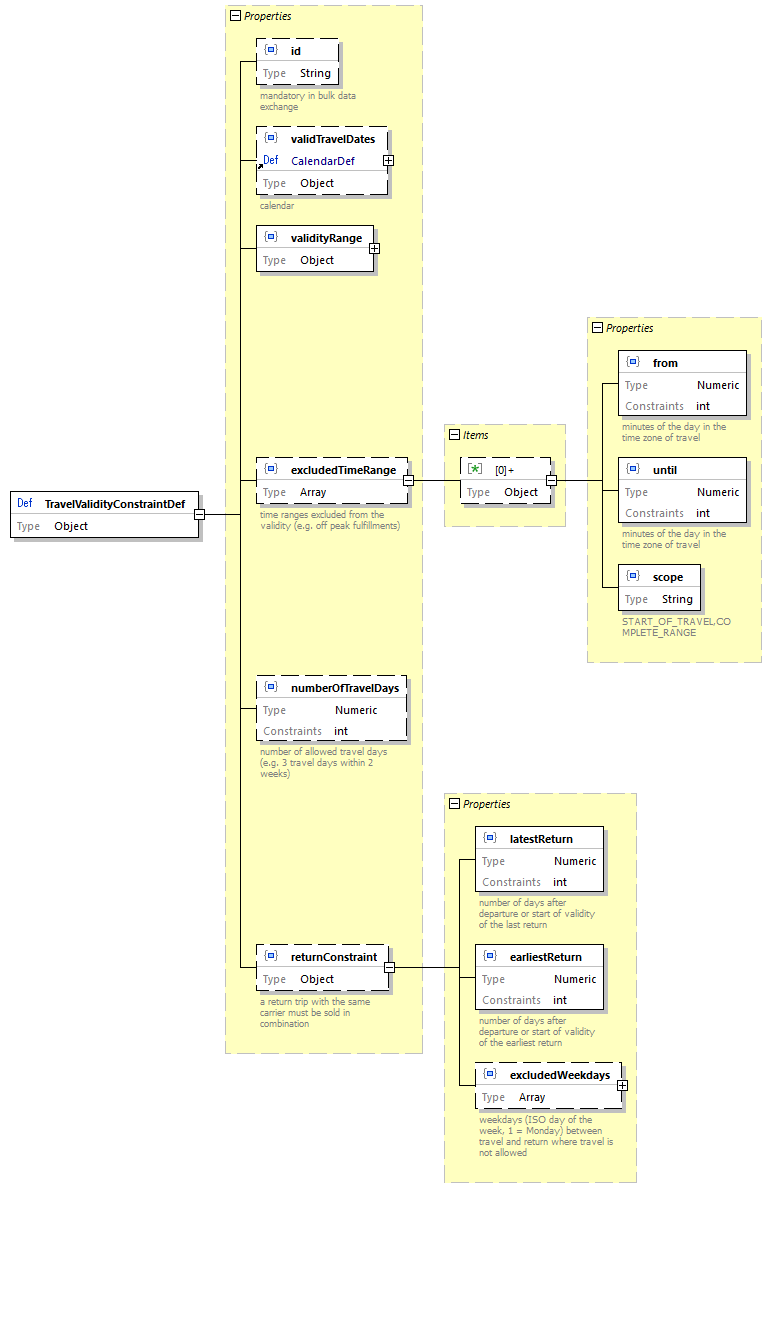 Properties
id
Type String
mandatory in bulk data
exchange
validTravelDates
Def CalendarDef
Type Object
calendar
validityRange
Type Object
excludedTimeRange
Type Array
time ranges excluded from the
validity (e.g. off peak fulfillments)
Items
[0]+
Type Object
Properties
from
Type Numeric
Constraints int
minutes of the day in the
time zone of travel
until
Type Numeric
Constraints int
minutes of the day in the
time zone of travel
scope
Type String
START_OF_TRAVEL,CO
MPLETE_RANGE
Def TravelValidityConstraintDef
Type Object
numberOfTravelDays
Type Numeric
Constraints int
number of allowed travel days
(e.g. 3 travel days within 2
weeks)
returnConstraint
Type Object
a return trip with the same
carrier must be sold in
combination
Properties
latestReturn
Type Numeric
Constraints int
number of days after
departure or start of validity
of the last return
earliestReturn
Type Numeric
Constraints int
number of days after
departure or start of validity
of the earliest return
excludedWeekdays
Type Array
weekdays (ISO day of the
week, 1 = Monday) between
travel and return where travel is
not allowed